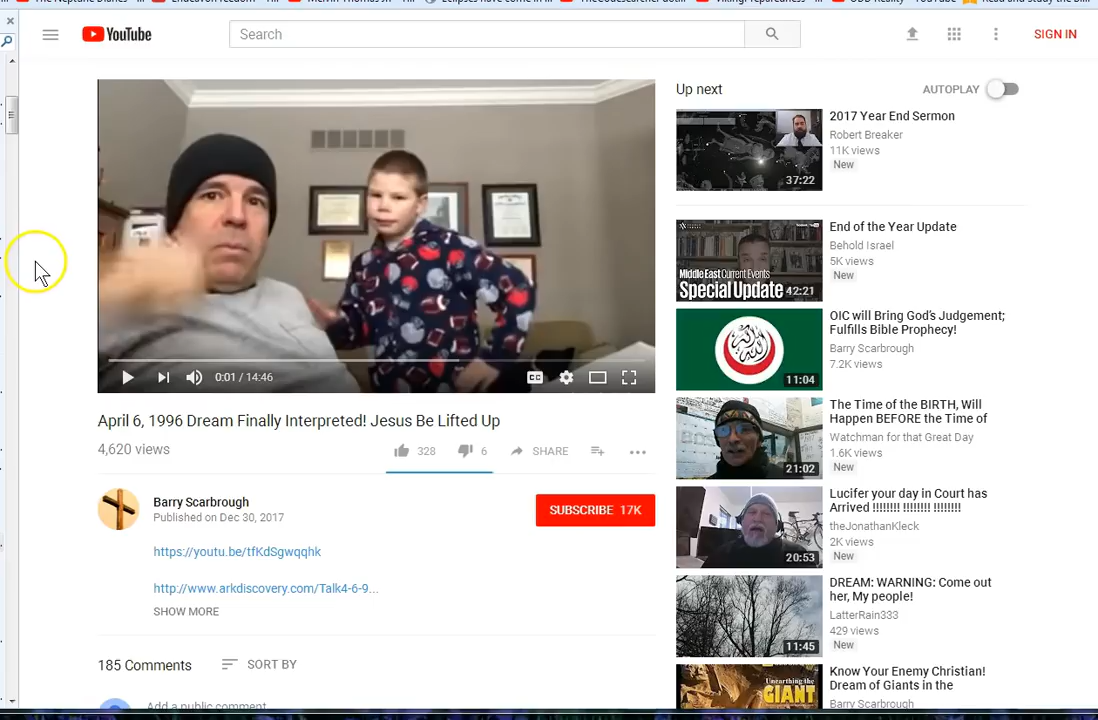 YouTube
Search
SIGN IN
0:01 / 14:46
CC
April 6, 1996 Dream Finally Interpreted! Jesus Be Lifted Up
4,620 views
328
6
SHARE
Barry Scarbrough
Published on Dec 30, 2017
SUBSCRIBE 17K
https://youtu.be/tfKdSgwqqhk
http://www.arkdiscovery.com/Talk4-6-9...
SHOW MORE
185 Comments
SORT BY
Add a public comment
Up next
AUTOPLAY
37:22
2017 Year End Sermon
Robert Breaker
11K views
New
Middle East Current Events
Special Update
42:21
End of the Year Update
Behold Israel
5K views
New
11:04
OIC will Bring God's Judgement;
Fulfills Bible Prophecy!
Barry Scarbrough
7.2K views
21:02
The Time of the BIRTH, Will
Happen BEFORE the Time of
Watchman for that Great Day
1.6K views
New
20:53
Lucifer your day in Court has
Arrived !!!!!!!! !!!!!!!! !!!!!!!!
theJonathanKleck
2K views
New
11:45
DREAM: WARNING: Come out
her, My people!
LatterRain333
429 views
New
Unearthing the
GIANT
Know Your Enemy Christian!
Dream of Giants in the
Barry Scarbrough